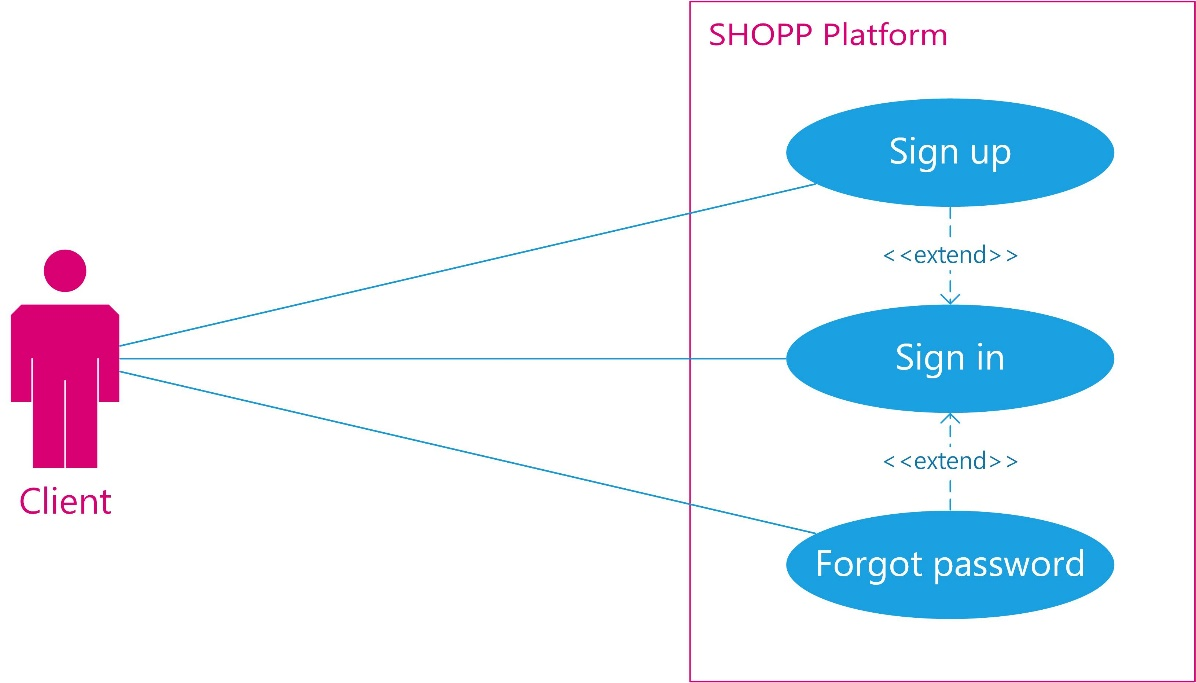 SHOPP Platform
Sign up
<<extend>>
Sign in
<<extend>>
Client
Forgot password